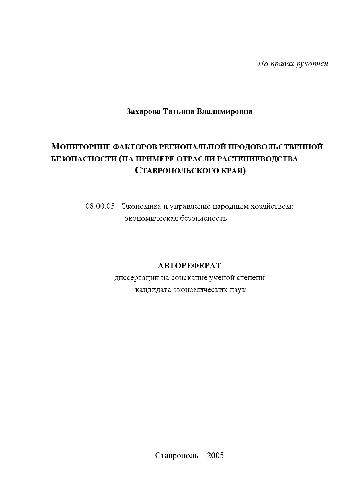 На правах рукописи
Захарова Татьяна Владимировна
МОНИТОРИНГ ФАКТОРОВ РЕГИОНАЛЬНОЙ ПРОДОВОЛЬСТВЕННОЙ
БЕЗОПАСНОСТИ (НА ПРИМЕРЕ ОТРАСЛИ РАСТЕНИЕВОДСТВА
СТАВРОПОЛЬСКОГО КРАЯ)
08.00.05 - Экономика и управление народным хозяйством:
экономическая безопасность
АВТОРЕФЕРАТ
диссертации на соискание ученой степени
кандидата экономических наук
Ставрополь – 2005